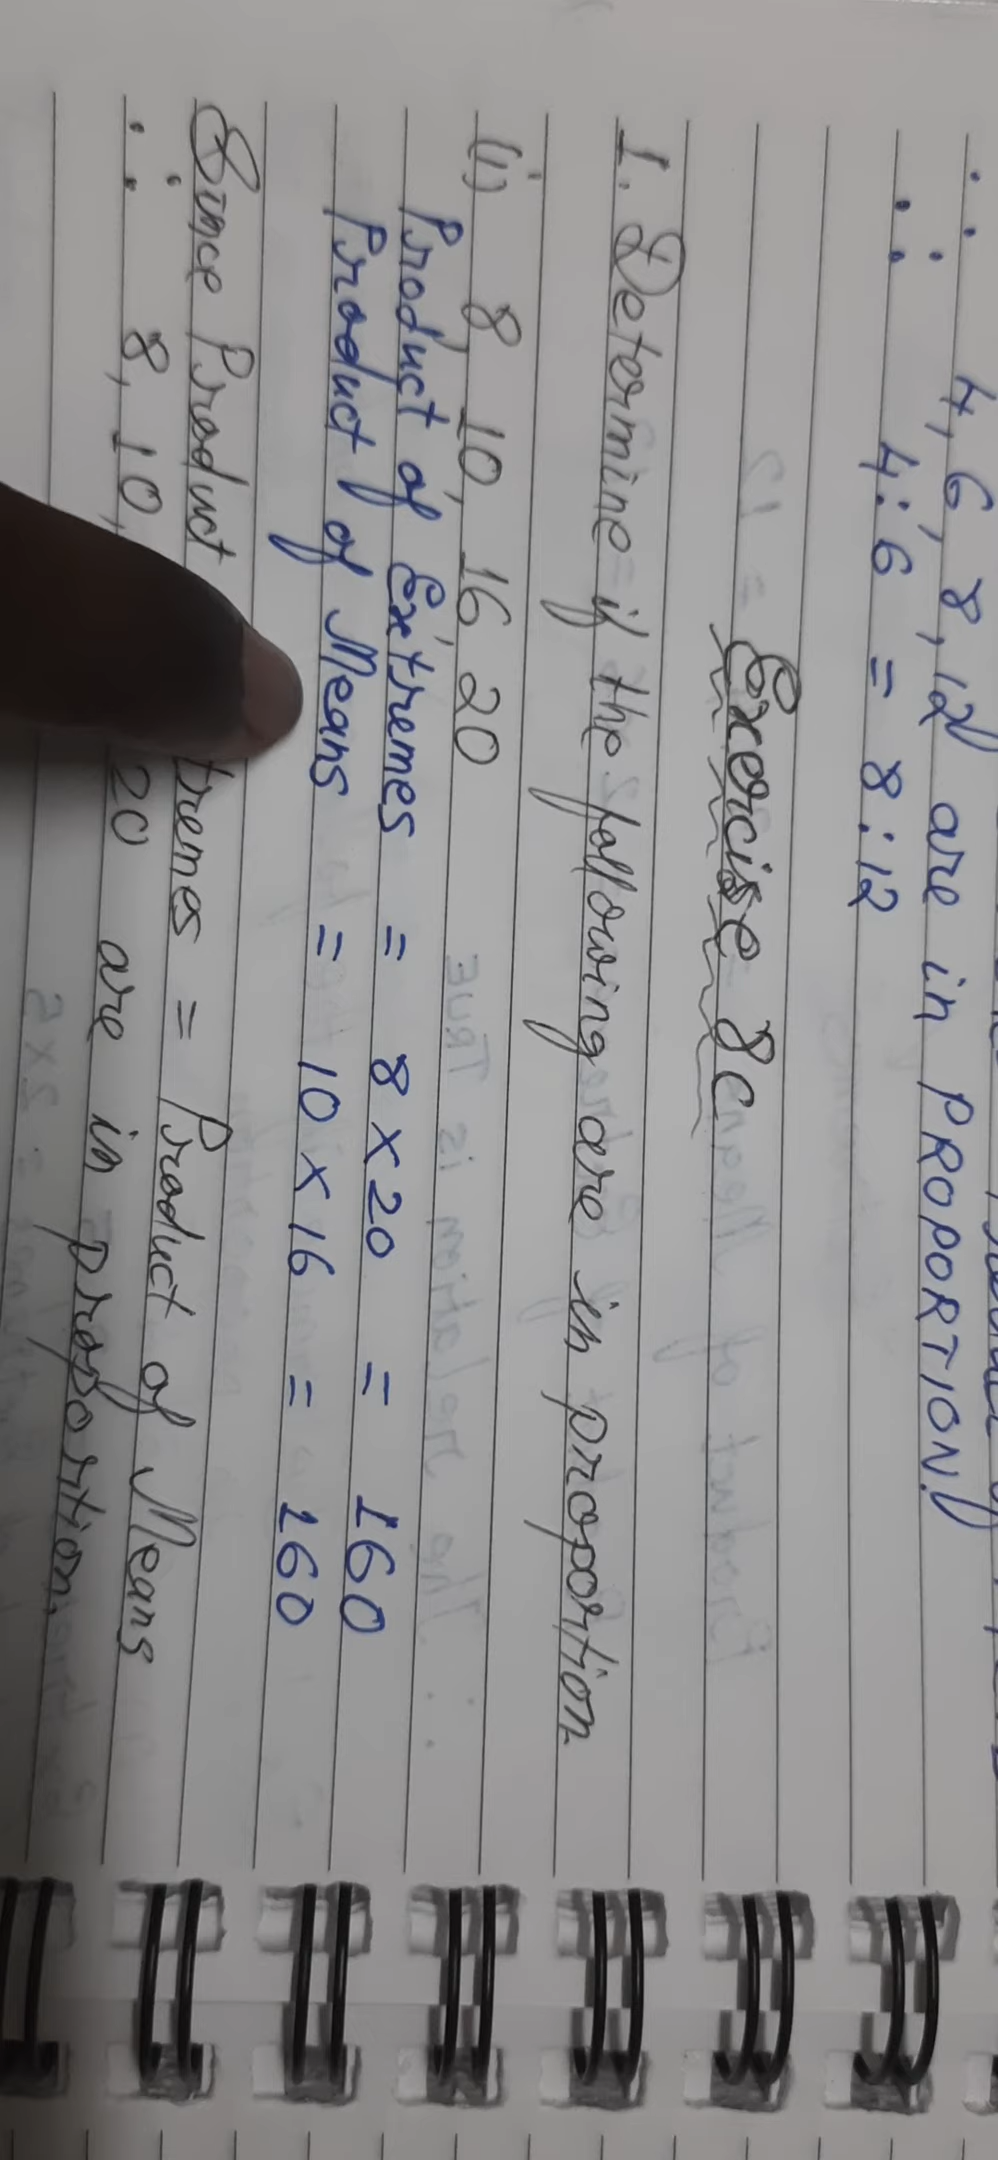 ∴ 4, 6, 8, 12 are in PROPORTION
∴ 4:6 = 8:12
Exercise 8c
1. Determine if the following are in proportion
(i) 8, 10, 16, 20
Product of Extremes = 8 × 20 = 160
Product of Means = 10 × 16 = 160
Since Product tremes = Product of Means
∴ 8, 10, 20 are in proportion.